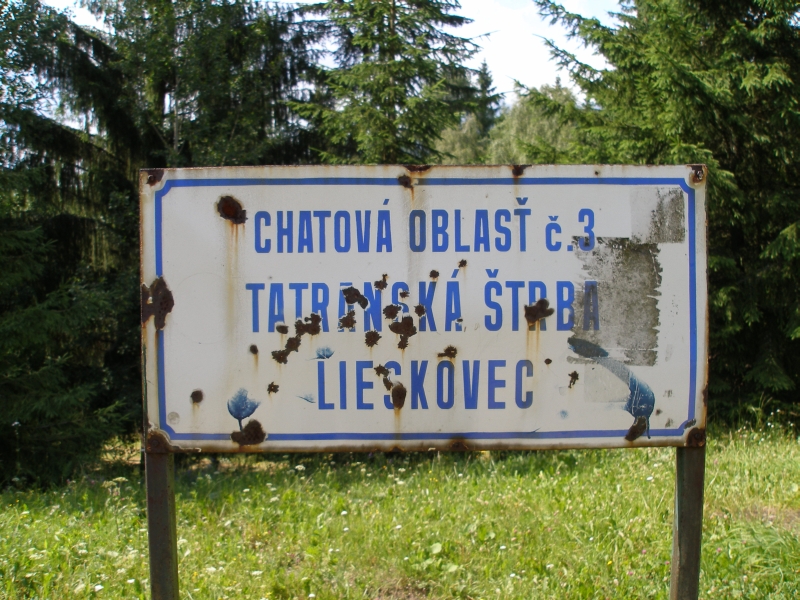 CHATOVÁ OBLASŤ č.3
TATRANSKÁ ŠTRBA
LIESKOVEC